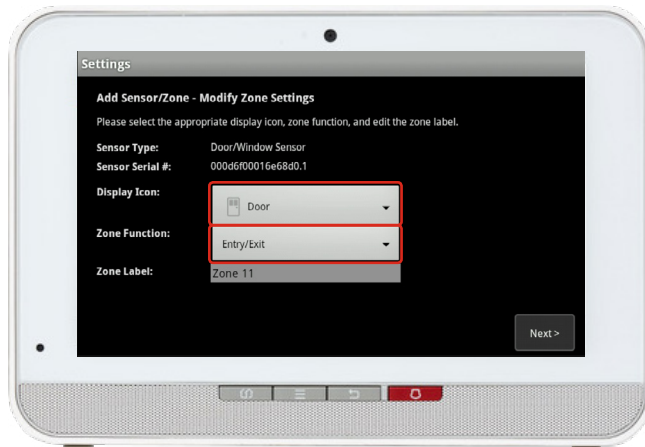 Settings
Add Sensor/Zone - Modify Zone Settings
Please select the appropriate display icon, zone function, and edit the zone label.
Sensor Type: Door/Window Sensor
Sensor Serial #: 000d6f00016e68d0.1
Display Icon: Door
Zone Function: Entry/Exit
Zone Label: Zone 11
Next >